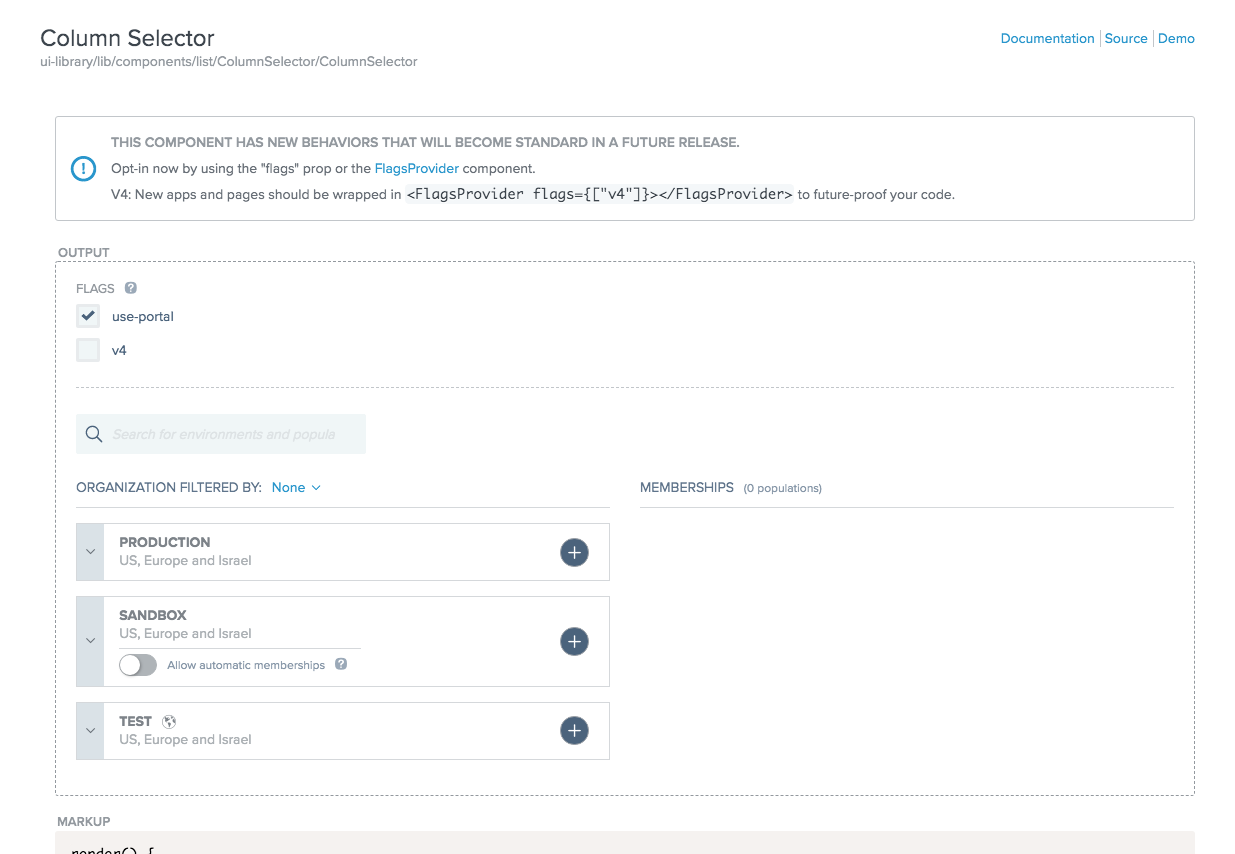 Column Selector
Documentation Source Demo
ui-library/lib/components/list/ColumnSelector/ColumnSelector
THIS COMPONENT HAS NEW BEHAVIORS THAT WILL BECOME STANDARD IN A FUTURE RELEASE.
Opt-in now by using the "flags" prop or the FlagsProvider component.
V4: New apps and pages should be wrapped in <FlagsProvider flags={["v4"]}></FlagsProvider> to future-proof your code.
OUTPUT
FLAGS ?
use-portal
v4
Search for environments and popula
ORGANIZATION FILTERED BY: None
MEMBERSHIPS (0 populations)
PRODUCTION
US, Europe and Israel
SANDBOX
US, Europe and Israel
Allow automatic memberships ?
TEST
US, Europe and Israel
MARKUP
render() {